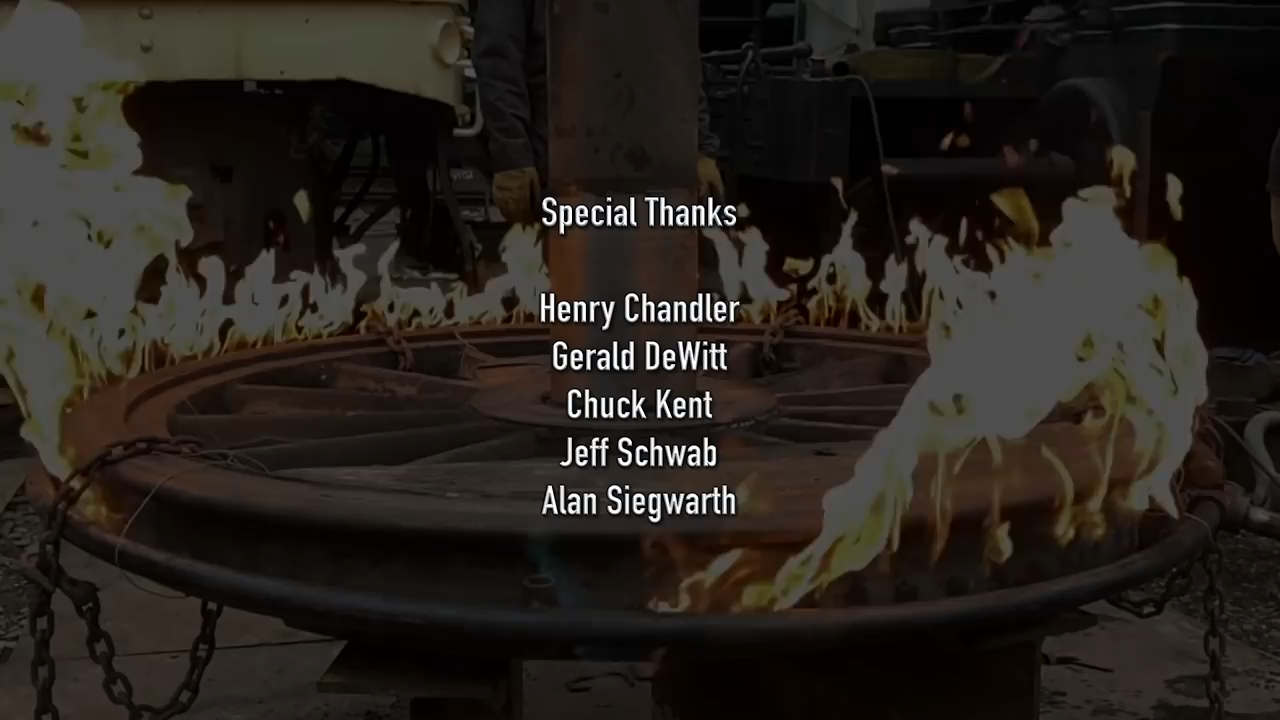 Special Thanks
Henry Chandler
Gerald DeWitt
Chuck Kent
Jeff Schwab
Alan Siegwarth